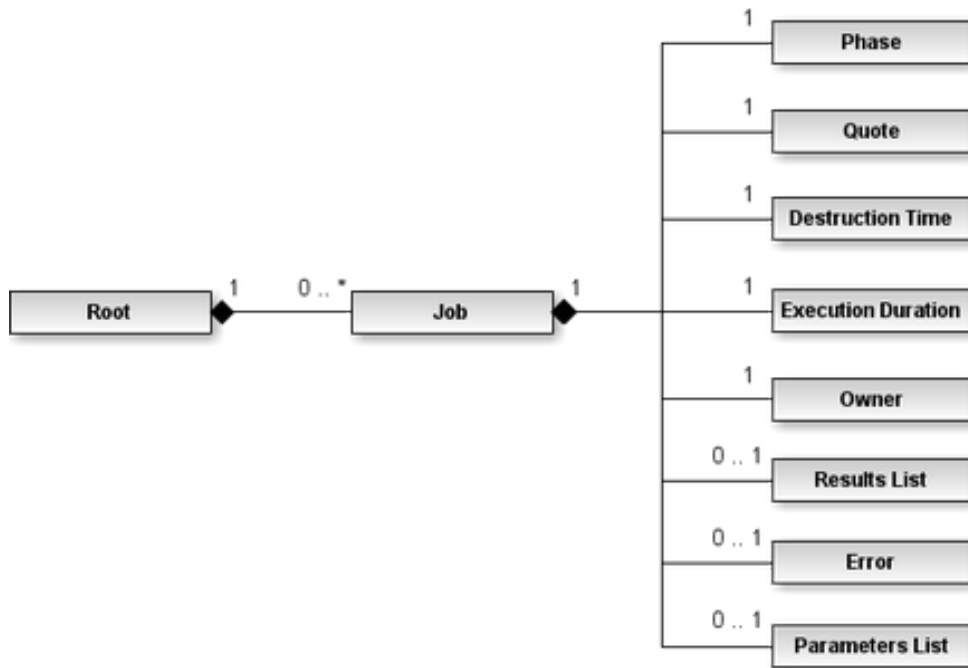 1
Phase
1
Quote
1
Destruction Time
Root
1
0 .. *
Job
1
1
Execution Duration
1
Owner
0 .. 1
Results List
0 .. 1
Error
0 .. 1
Parameters List